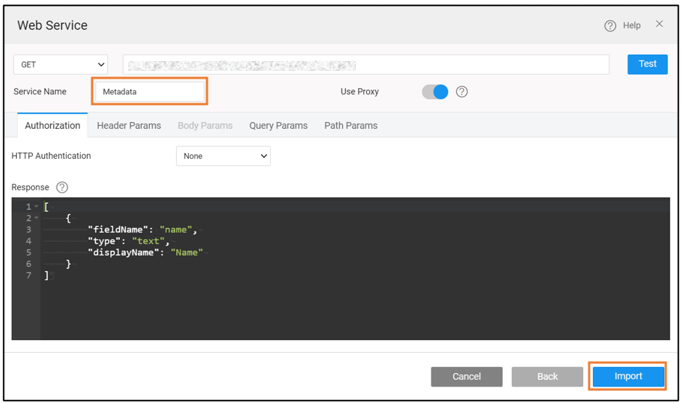 Web Service
Help
GET
Test
Service Name Metadata Use Proxy
Authorization Header Params Body Params Query Params Path Params
HTTP Authentication None
Response
1 [
2 {
3 "fieldName": "name",
4 "type": "text",
5 "displayName": "Name"
6 }
7 ]
Cancel Back Import